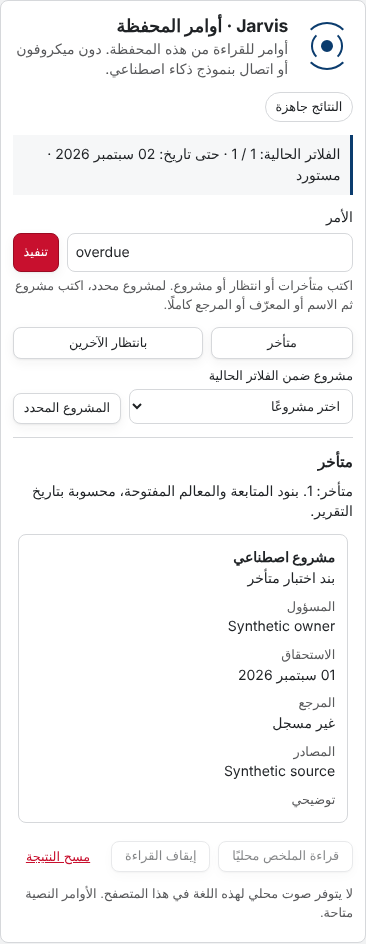 Jarvis · أوامر المحفظة
أوامر للقراءة من هذه المحفظة. دون ميكروفون
أو اتصال بنموذج ذكاء اصطناعي.
النتائج جاهزة
الفلاتر الحالية: 1 / 1 · حتى تاريخ: 02 سبتمبر 2026 ·
مستورد
الأمر
overdue
تنفيذ
اكتب متأخرات أو انتظار أو مشروع. لمشروع محدد، اكتب مشروع
ثم الاسم أو المعرّف أو المرجع كاملًا.
متأخر
بانتظار الآخرين
مشروع ضمن الفلاتر الحالية
اختر مشروعًا
المشروع المحدد
متأخر
متأخر: 1. بنود المتابعة والمعالم المفتوحة، محسوبة بتاريخ
التقرير.
مشروع اصطناعي
بند اختبار متأخر
المسؤول
Synthetic owner
الاستحقاق
01 سبتمبر 2026
المرجع
غير مسجل
المصادر
Synthetic source
توضيحي
قراءة الملخص محليًا
إيقاف القراءة
مسح النتيجة
لا يتوفر صوت محلي لهذه اللغة في هذا المتصفح. الأوامر النصية
متاحة.